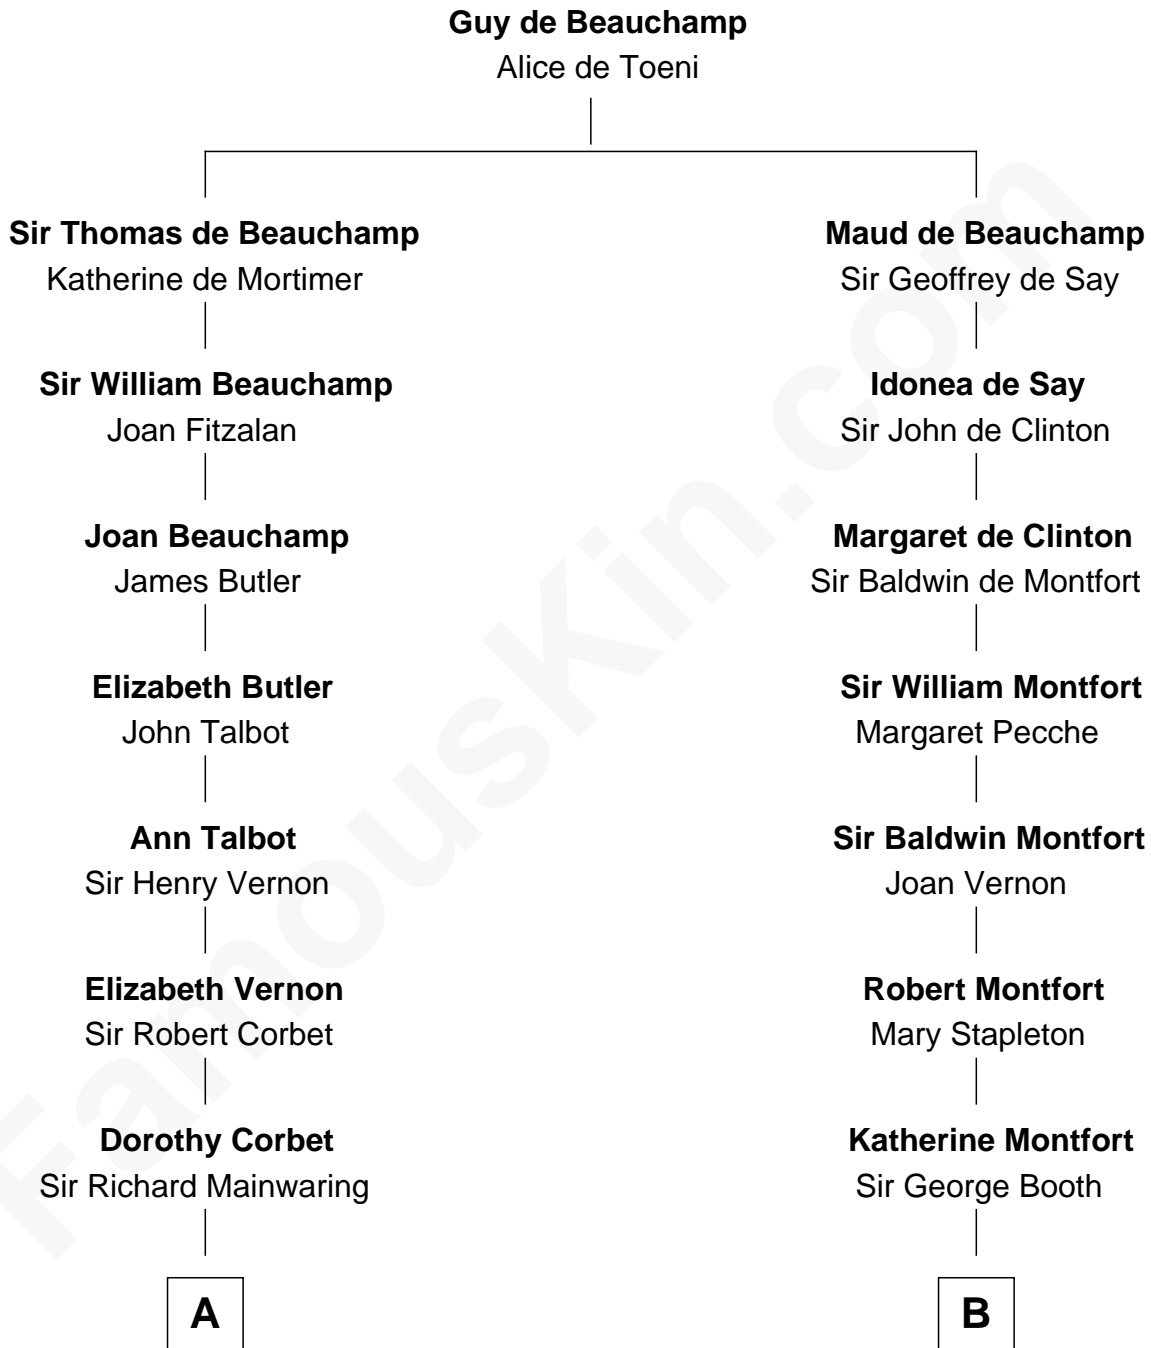 Guy de Beauchamp
Alice de Toeni
Sir Thomas de Beauchamp
Katherine de Mortimer
Maud de Beauchamp
Sir Geoffrey de Say
Sir William Beauchamp
Joan Fitzalan
Idonea de Say
Sir John de Clinton
Joan Beauchamp
James Butler
Margaret de Clinton
Sir Baldwin de Montfort
Elizabeth Butler
John Talbot
Sir William Montfort
Margaret Pecche
Ann Talbot
Sir Henry Vernon
Sir Baldwin Montfort
Joan Vernon
Elizabeth Vernon
Sir Robert Corbet
Robert Montfort
Mary Stapleton
Dorothy Corbet
Sir Richard Mainwaring
Katherine Montfort
Sir George Booth
A
B
FamousKin.com